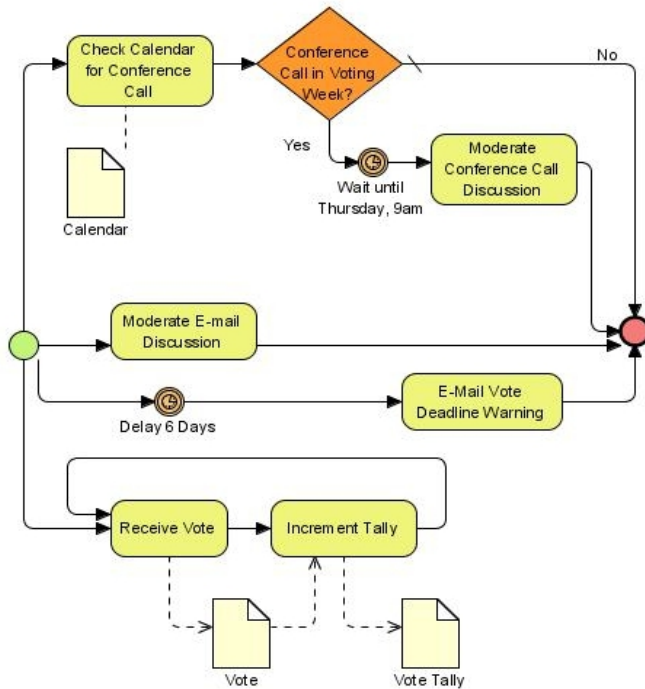 Check Calendar
for Conference
Call
Conference
Call in Voting
Week?
No
Yes
Moderate
Conference Call
Discussion
Wait until
Thursday, 9am
Calendar
Moderate E-mail
Discussion
E-Mail Vote
Deadline Warning
Delay 6 Days
Receive Vote
Increment Tally
Vote
Vote Tally